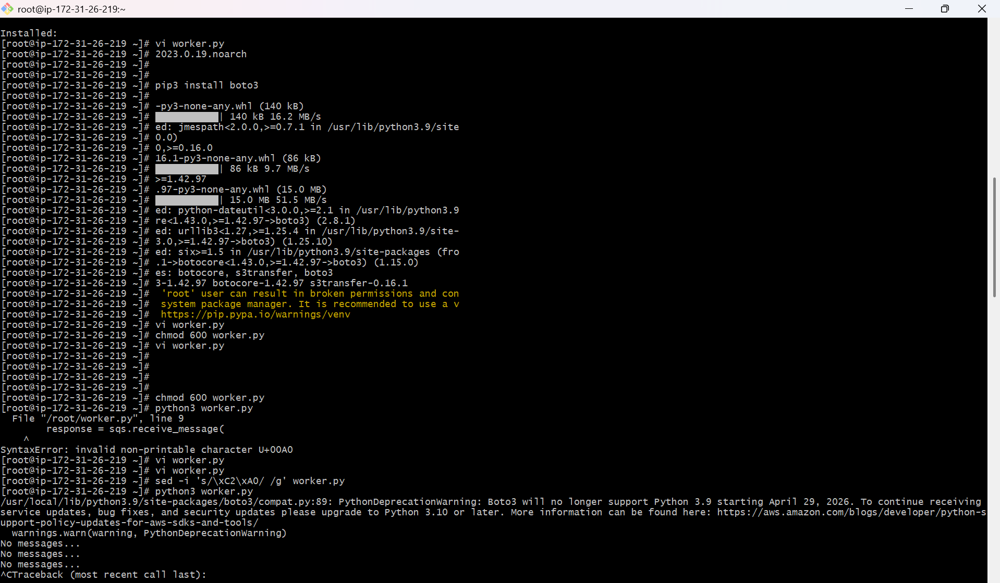 root@ip-172-31-26-219:~
Installed:
[root@ip-172-31-26-219 ~]# vi worker.py
[root@ip-172-31-26-219 ~]# 2023.0.19.noarch
[root@ip-172-31-26-219 ~]#
[root@ip-172-31-26-219 ~]#
[root@ip-172-31-26-219 ~]# pip3 install boto3
[root@ip-172-31-26-219 ~]#
[root@ip-172-31-26-219 ~]# -py3-none-any.whl (140 kB)
[root@ip-172-31-26-219 ~]# ███████████| 140 kB 16.2 MB/s
[root@ip-172-31-26-219 ~]# ed: jmespath<2.0.0,>=0.7.1 in /usr/lib/python3.9/site
[root@ip-172-31-26-219 ~]# 0.0)
[root@ip-172-31-26-219 ~]# 0,>=0.16.0
[root@ip-172-31-26-219 ~]# 16.1-py3-none-any.whl (86 kB)
[root@ip-172-31-26-219 ~]# ███████████| 86 kB 9.7 MB/s
[root@ip-172-31-26-219 ~]# >=1.42.97
[root@ip-172-31-26-219 ~]# .97-py3-none-any.whl (15.0 MB)
[root@ip-172-31-26-219 ~]# ███████████| 15.0 MB 51.5 MB/s
[root@ip-172-31-26-219 ~]# ed: python-dateutil<3.0.0,>=2.1 in /usr/lib/python3.9
[root@ip-172-31-26-219 ~]# re<1.43.0,>=1.42.97->boto3) (2.8.1)
[root@ip-172-31-26-219 ~]# ed: urllib3<1.27,>=1.25.4 in /usr/lib/python3.9/site-
[root@ip-172-31-26-219 ~]# 3.0,>=1.42.97->boto3) (1.25.10)
[root@ip-172-31-26-219 ~]# ed: six>=1.5 in /usr/lib/python3.9/site-packages (fro
[root@ip-172-31-26-219 ~]# .1->botocore<1.43.0,>=1.42.97->boto3) (1.15.0)
[root@ip-172-31-26-219 ~]# es: botocore, s3transfer, boto3
[root@ip-172-31-26-219 ~]# 3-1.42.97 botocore-1.42.97 s3transfer-0.16.1
[root@ip-172-31-26-219 ~]#  'root' user can result in broken permissions and con
[root@ip-172-31-26-219 ~]#  system package manager. It is recommended to use a v
[root@ip-172-31-26-219 ~]#  https://pip.pypa.io/warnings/venv
[root@ip-172-31-26-219 ~]# vi worker.py
[root@ip-172-31-26-219 ~]# chmod 600 worker.py
[root@ip-172-31-26-219 ~]# vi worker.py
[root@ip-172-31-26-219 ~]#
[root@ip-172-31-26-219 ~]#
[root@ip-172-31-26-219 ~]#
[root@ip-172-31-26-219 ~]#
[root@ip-172-31-26-219 ~]# chmod 600 worker.py
[root@ip-172-31-26-219 ~]# python3 worker.py
  File "/root/worker.py", line 9
        response = sqs.receive_message(
    ^
SyntaxError: invalid non-printable character U+00A0
[root@ip-172-31-26-219 ~]# vi worker.py
[root@ip-172-31-26-219 ~]# vi worker.py
[root@ip-172-31-26-219 ~]# sed -i 's/\xC2\xA0/ /g' worker.py
[root@ip-172-31-26-219 ~]# python3 worker.py
/usr/local/lib/python3.9/site-packages/boto3/compat.py:89: PythonDeprecationWarning: Boto3 will no longer support Python 3.9 starting April 29, 2026. To continue receiving
service updates, bug fixes, and security updates please upgrade to Python 3.10 or later. More information can be found here: https://aws.amazon.com/blogs/developer/python-s
upport-policy-updates-for-aws-sdks-and-tools/
  warnings.warn(warning, PythonDeprecationWarning)
No messages...
No messages...
No messages...
^CTraceback (most recent call last):